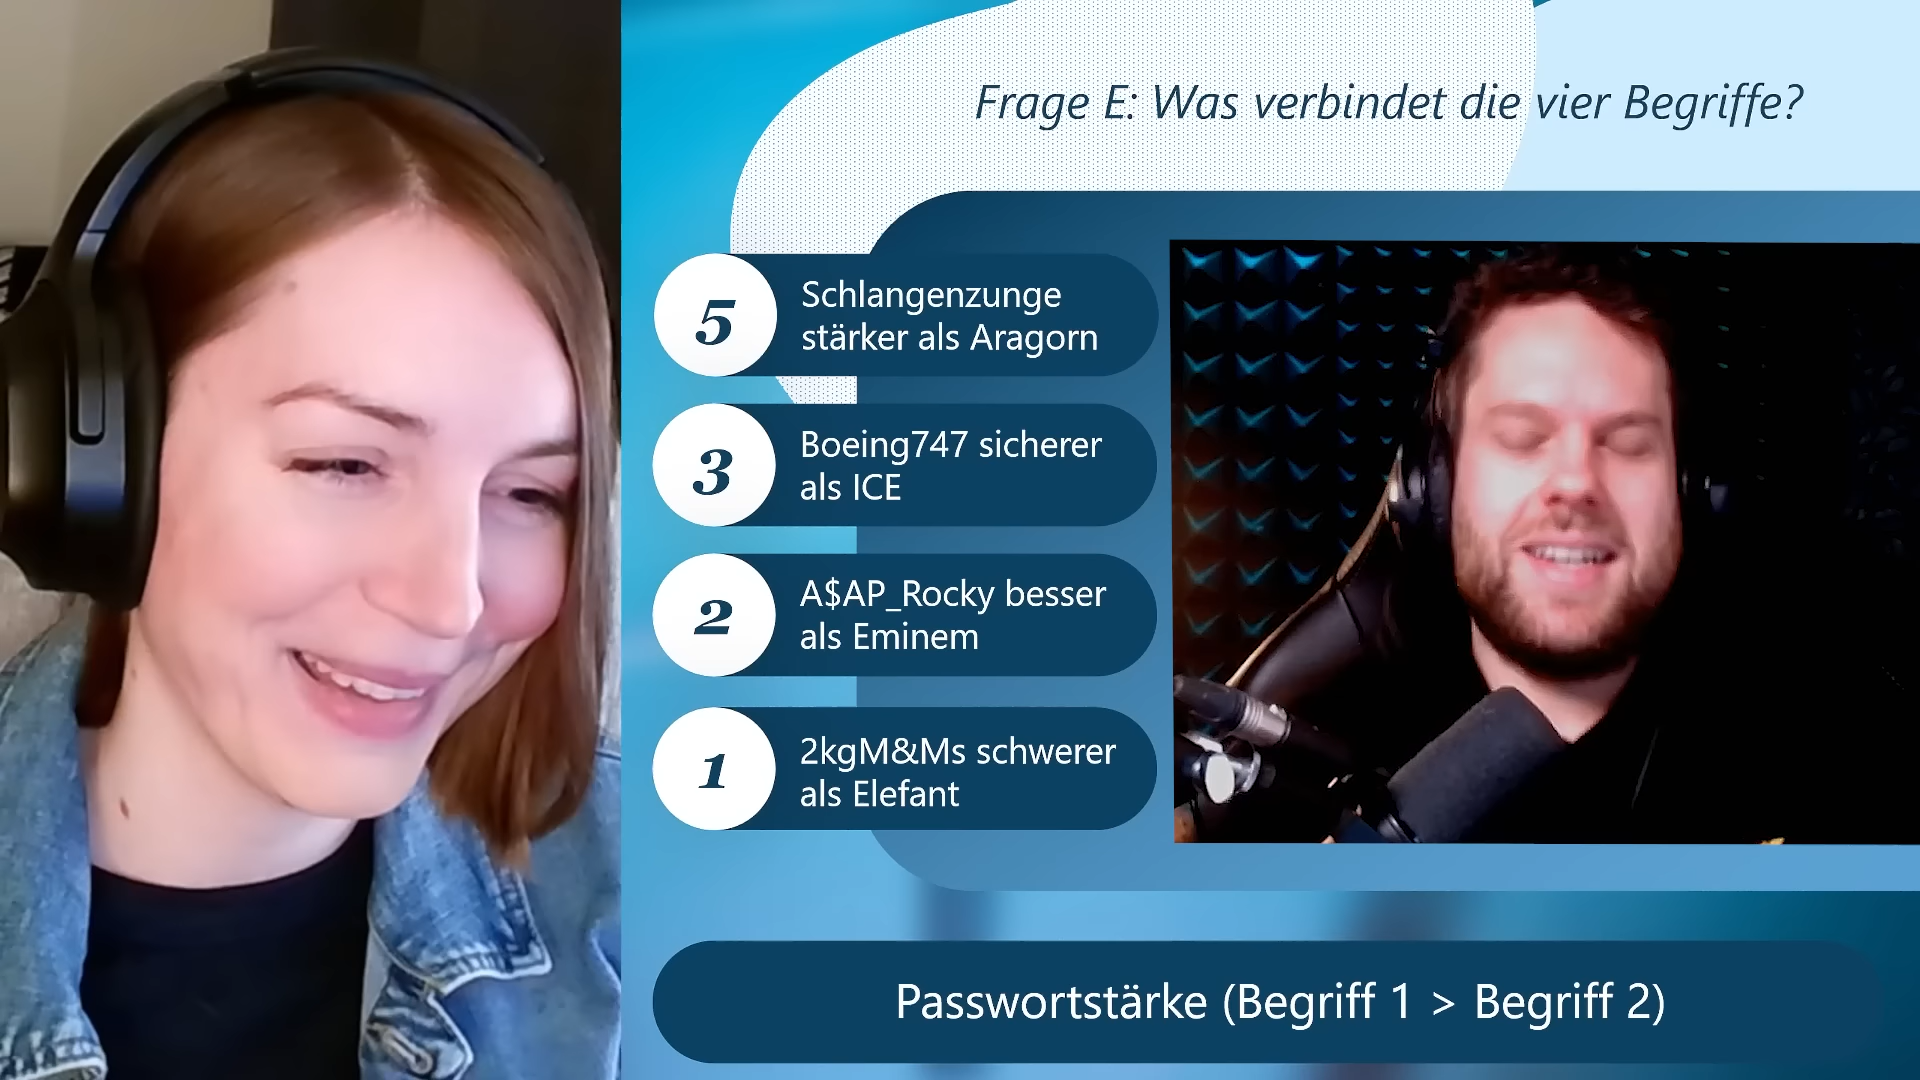 Frage E: Was verbindet die vier Begriffe?
5
Schlangenzunge
stärker als Aragorn
3
Boeing747 sicherer
als ICE
2
A$AP_Rocky besser
als Eminem
1
2kgM&Ms schwerer
als Elefant
Passwortstärke (Begriff 1 > Begriff 2)